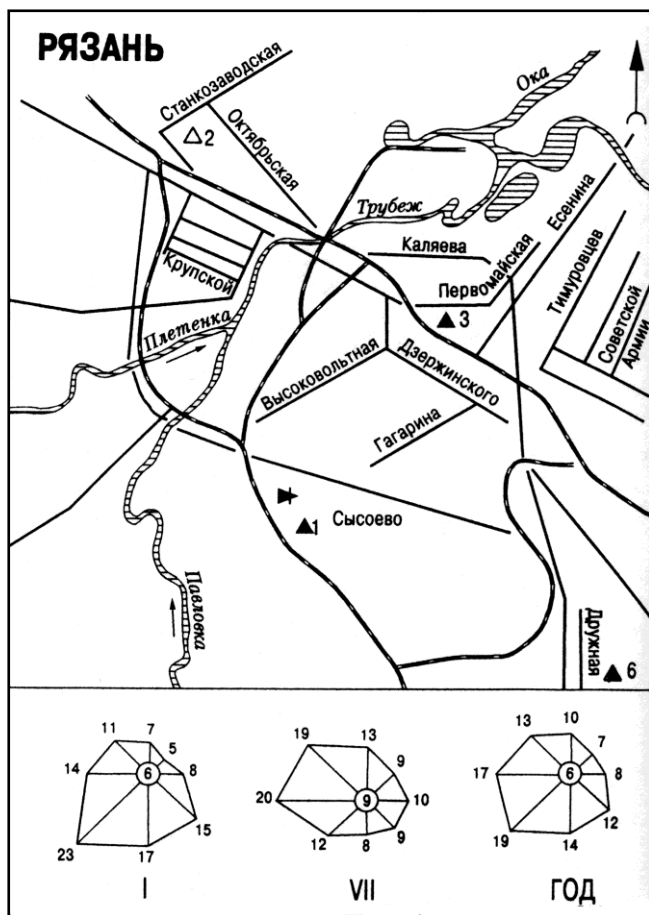 РЯЗАНЬ
Станкозаводская
Октябрьская
2
Ока
Трубеж
Есенина
Каляева
Первомайская
Тимуровцев
Советской
Армии
Крупской
3
Плетенка
Высоковольтная
Дзержинского
Гагарина
Сысоево
1
Павловка
Дружная
6
11 7 5 8 15 17 23 14 6
19 13 9 10 9 8 12 20 9
13 10 7 8 12 14 19 17 6
I VII ГОД